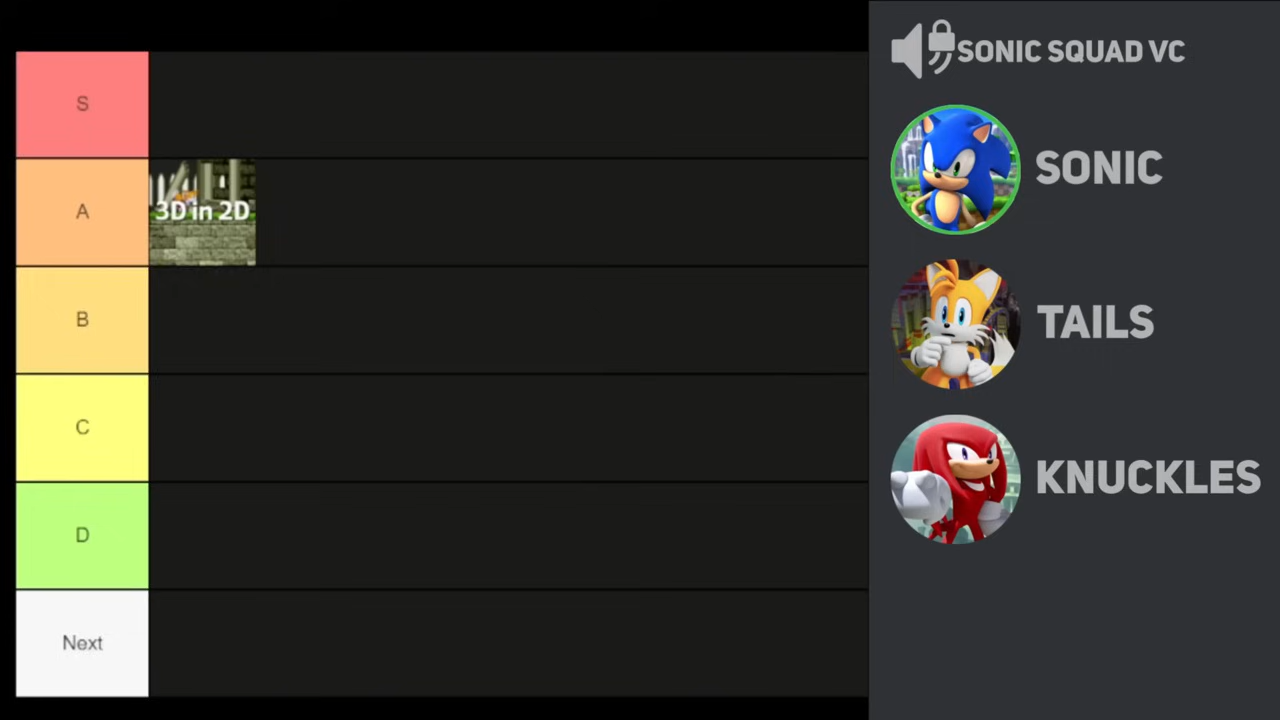 SONIC SQUAD VC
S
A
3D in 2D
B
C
D
Next
SONIC
TAILS
KNUCKLES